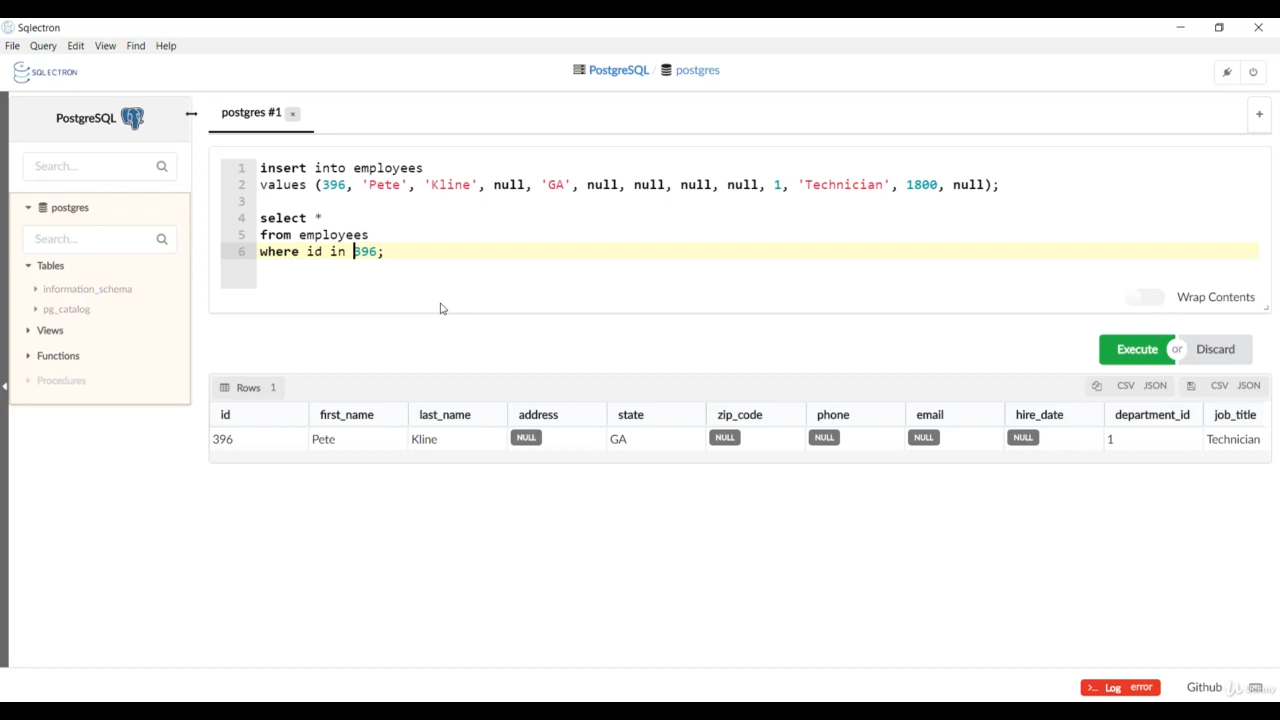 Sqlectron
File Query Edit View Find Help
SQLECTRON
PostgreSQL / postgres
PostgreSQL
postgres #1 ×
+
Search...
postgres
Search...
Tables
information_schema
pg_catalog
Views
Functions
Procedures
1 insert into employees
2 values (396, 'Pete', 'Kline', null, 'GA', null, null, null, null, 1, 'Technician', 1800, null);
3
4 select *
5 from employees
6 where id in 396;
Wrap Contents
Execute or Discard
Rows 1 CSV JSON CSV JSON
id first_name last_name address state zip_code phone email hire_date department_id job_title
396 Pete Kline NULL GA NULL NULL NULL NULL 1 Technician
>_ Log error Github
Udemy